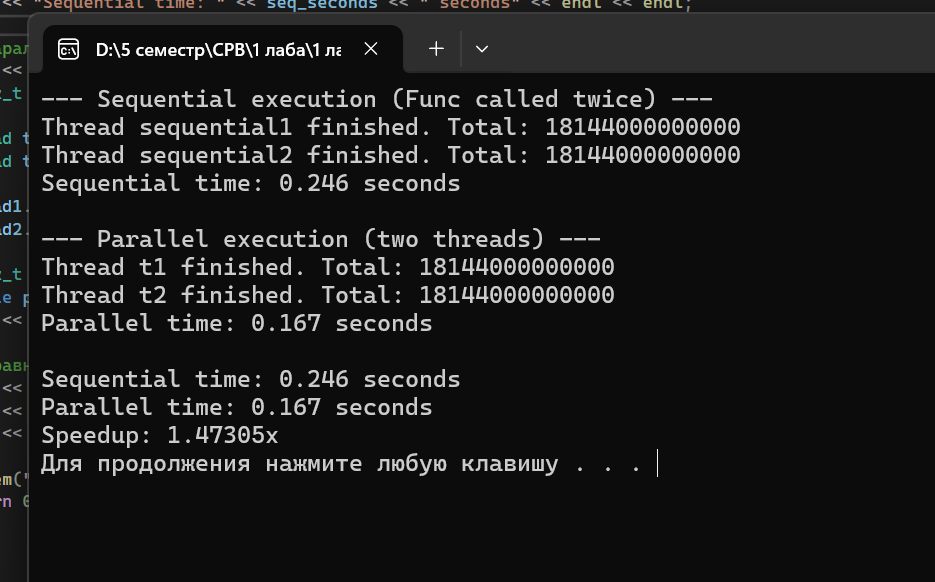 << "Sequential time: " << seq_seconds << " seconds" << endl << endl;
D:\5 семестр\СРВ\1 лаба\1 ла
--- Sequential execution (Func called twice) ---
Thread sequential1 finished. Total: 18144000000000
Thread sequential2 finished. Total: 18144000000000
Sequential time: 0.246 seconds
--- Parallel execution (two threads) ---
Thread t1 finished. Total: 18144000000000
Thread t2 finished. Total: 18144000000000
Parallel time: 0.167 seconds
Sequential time: 0.246 seconds
Parallel time: 0.167 seconds
Speedup: 1.47305x
Для продолжения нажмите любую клавишу . . .